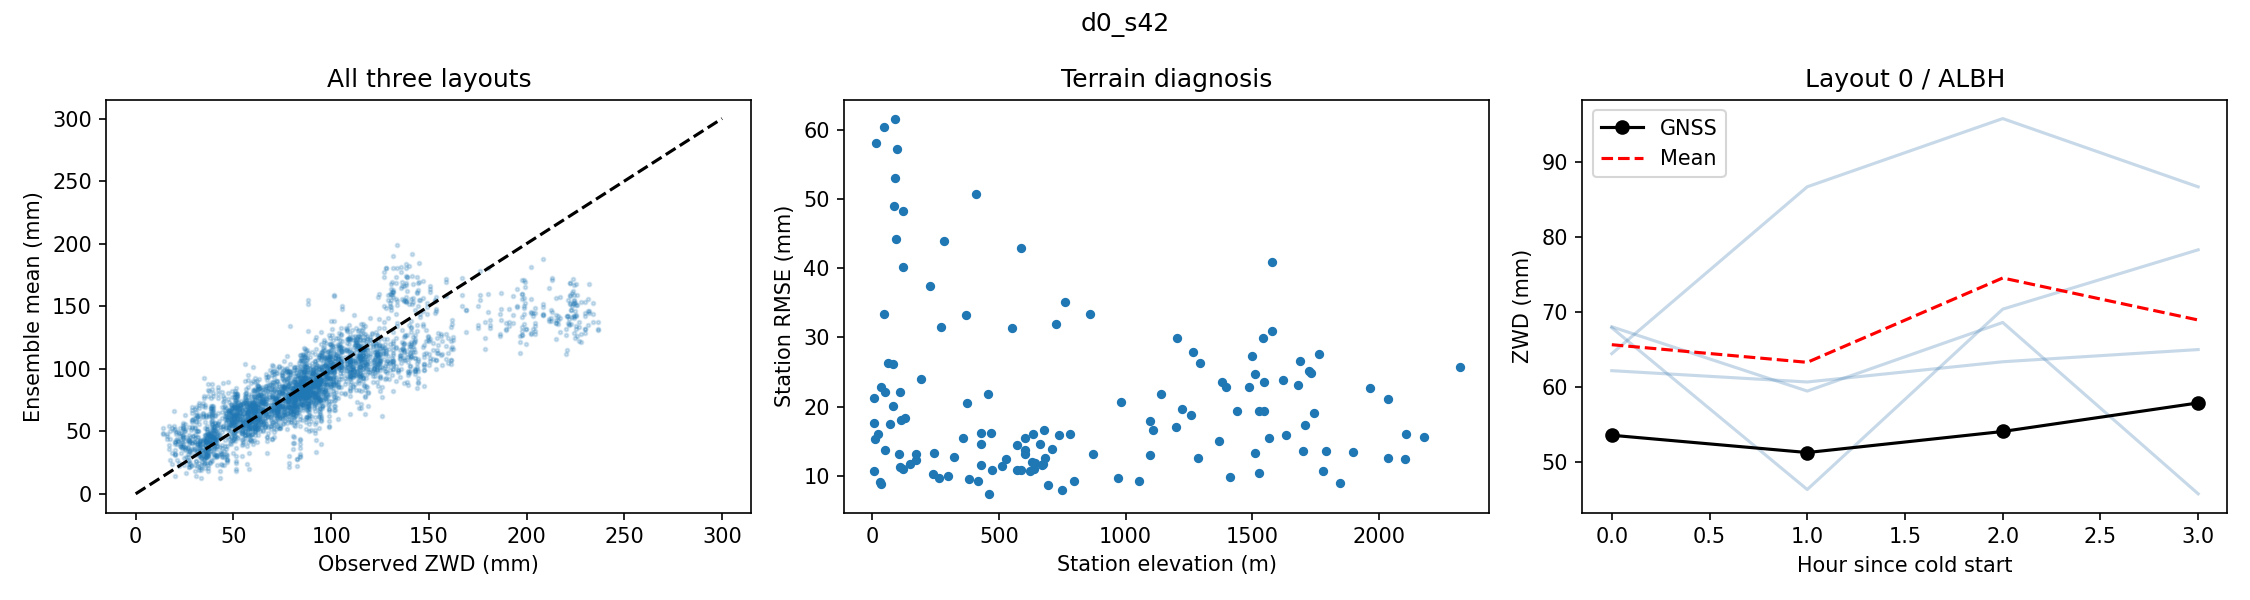 d0_s42
All three layouts
300
250
200
150
100
50
0
Ensemble mean (mm)
0 50 100 150 200 250 300
Observed ZWD (mm)
Terrain diagnosis
60
50
40
30
20
10
Station RMSE (mm)
0 500 1000 1500 2000
Station elevation (m)
Layout 0 / ALBH
GNSS
Mean
90
80
70
60
50
ZWD (mm)
0.0 0.5 1.0 1.5 2.0 2.5 3.0
Hour since cold start